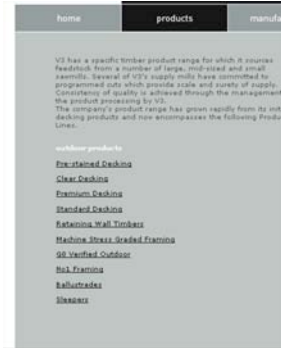 home products manufa
V3 has a specific timber product range for which it sources
feedstock from a number of large, mid-sized and small
sawmills. Several of V3's supply mills have committed to
programmed cuts which provide scale and surety of supply.
Consistency of quality is achieved through the management
the product processing by V3.
The company's product range has grown rapidly from its init
decking products and now encompasses the following Produ
Lines.
outdoor products
Pre-stained Decking
Clear Decking
Premium Decking
Standard Decking
Retaining Wall Timbers
Machine Stress Graded Framing
G8 Verified Outdoor
No1 Framing
Ballustrades
Sleepers